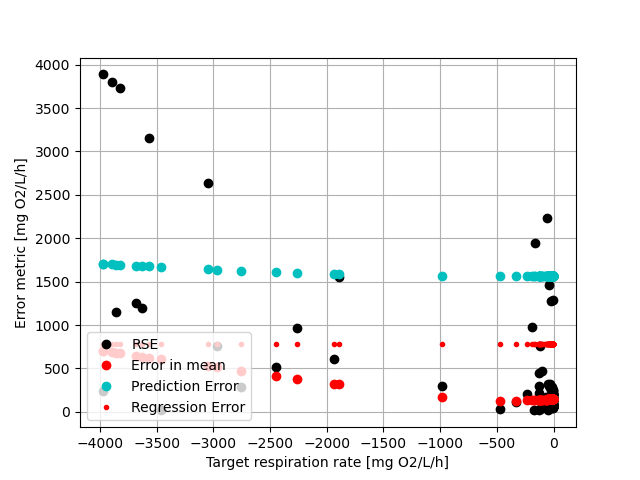 4000
3500
3000
2500
2000
1500
1000
500
0
Error metric [mg O2/L/h]
RSE
Error in mean
Prediction Error
Regression Error
−4000 −3500 −3000 −2500 −2000 −1500 −1000 −500 0
Target respiration rate [mg O2/L/h]